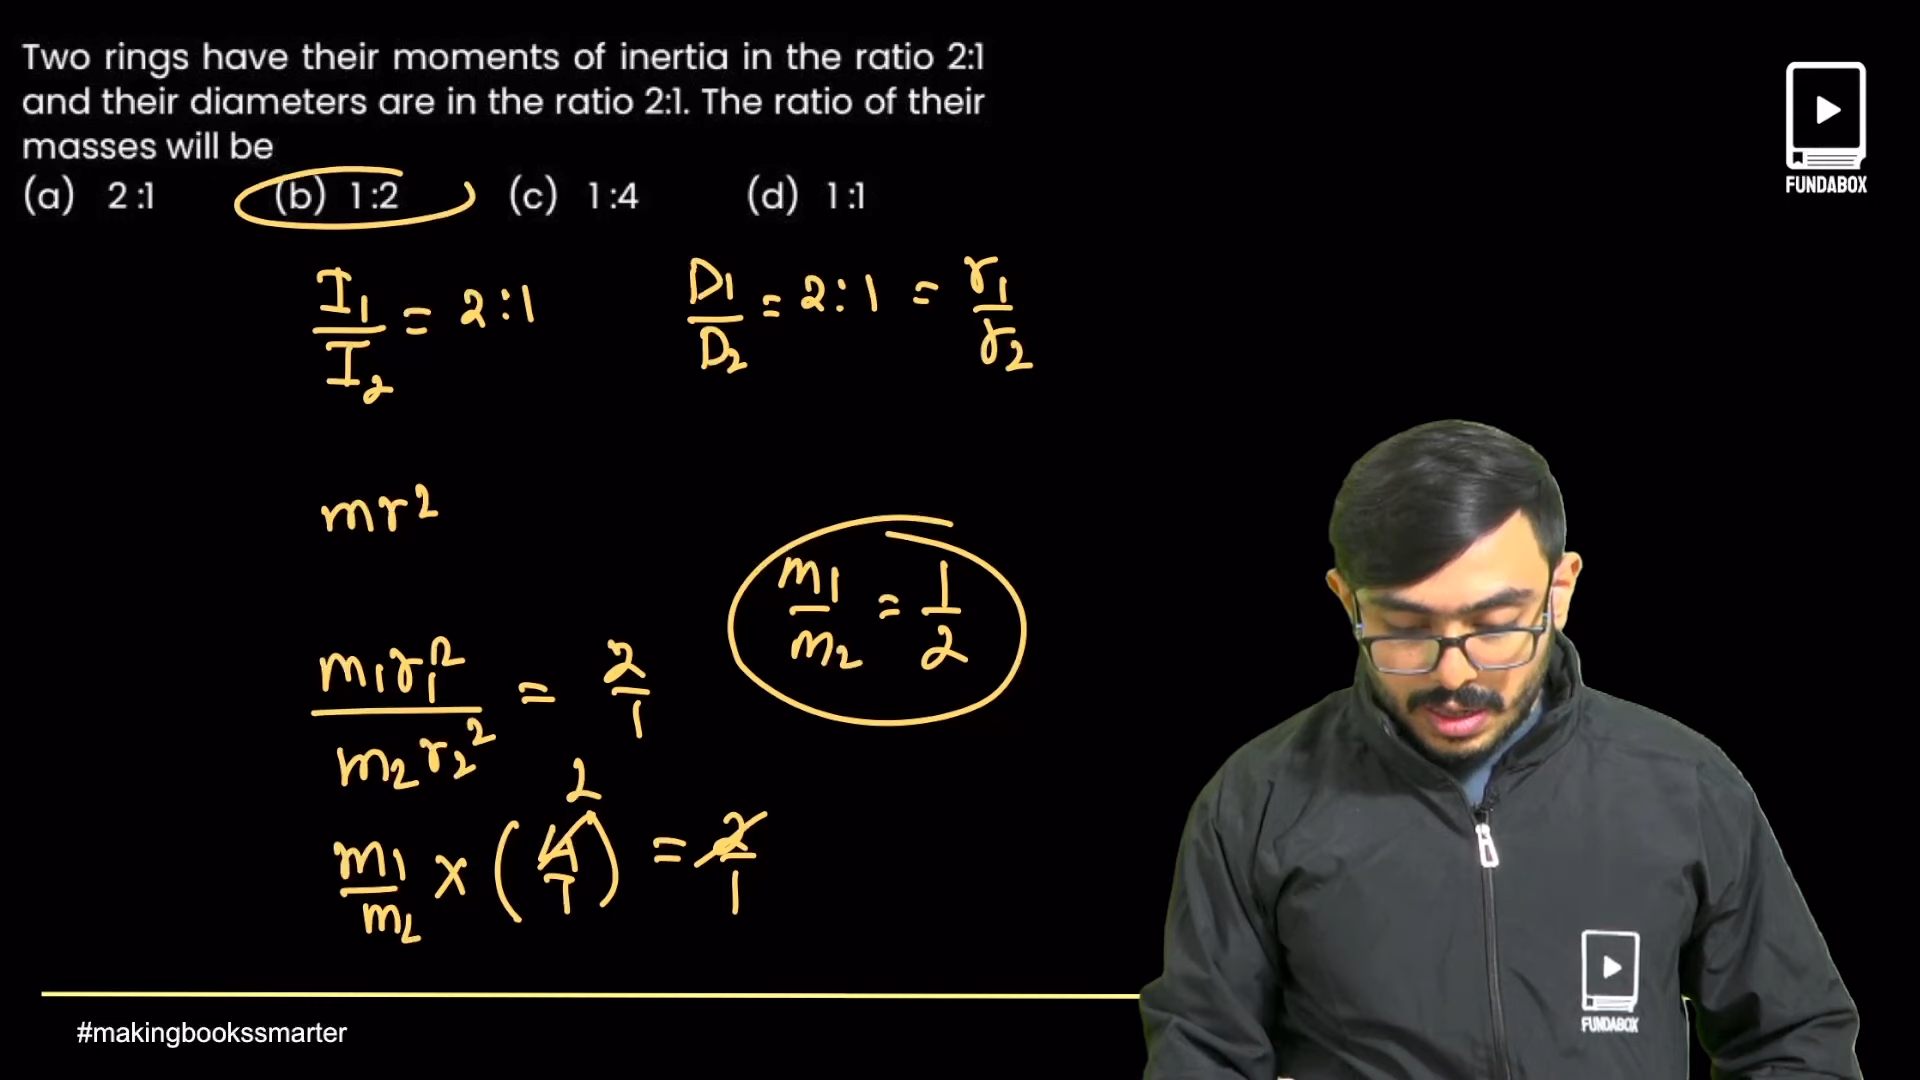 Two rings have their moments of inertia in the ratio 2:1
and their diameters are in the ratio 2:1. The ratio of their
masses will be
(a) 2:1 (b) 1:2 (c) 1:4 (d) 1:1
I₁/I₂ = 2:1
D₁/D₂ = 2:1 = r₁/r₂
mr²
m₁/m₂ = 1/2
m₁r₁²/m₂r₂² = 2/1
2
m₁/m₂ × (4/1) = 2/1
#makingbookssmarter
FUNDABOX
FUNDABOX